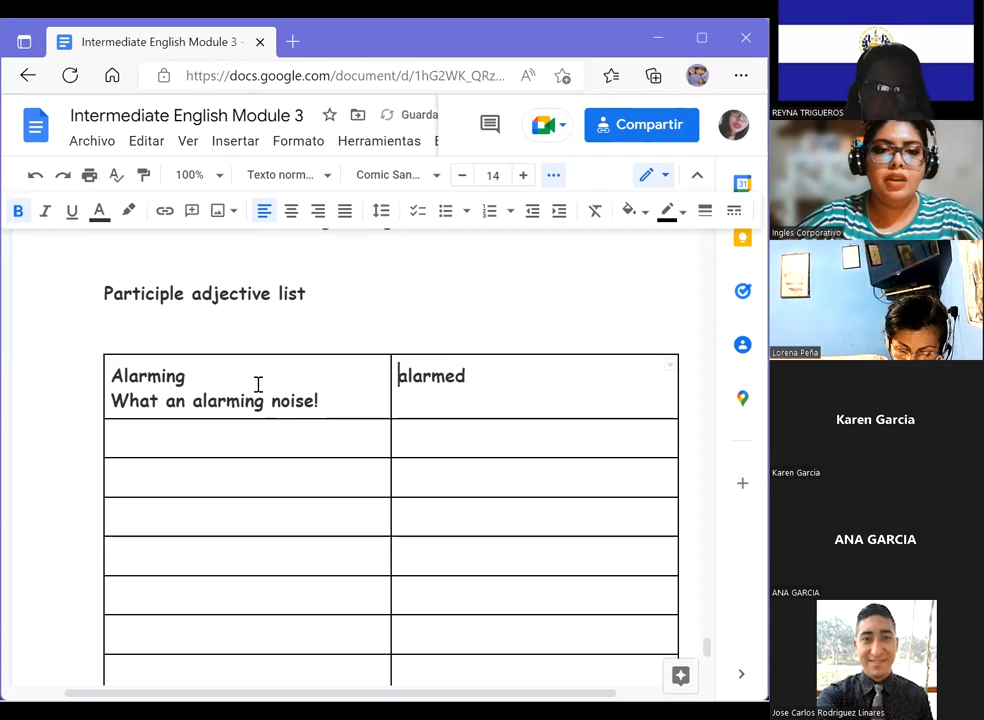 Intermediate English Module 3 -
https://docs.google.com/document/d/1hG2WK_QRz...
Intermediate English Module 3
Guarda
Archivo Editar Ver Insertar Formato Herramientas
Compartir
100% Texto norm... Comic San... 14
B I U A
31
Participle adjective list
Alarming
What an alarming noise!
alarmed
REYNA TRIGUEROS
Ingles Corporativo
Lorena Peña
Karen Garcia
Karen Garcia
ANA GARCIA
ANA GARCIA
Jose Carlos Rodriguez Linares